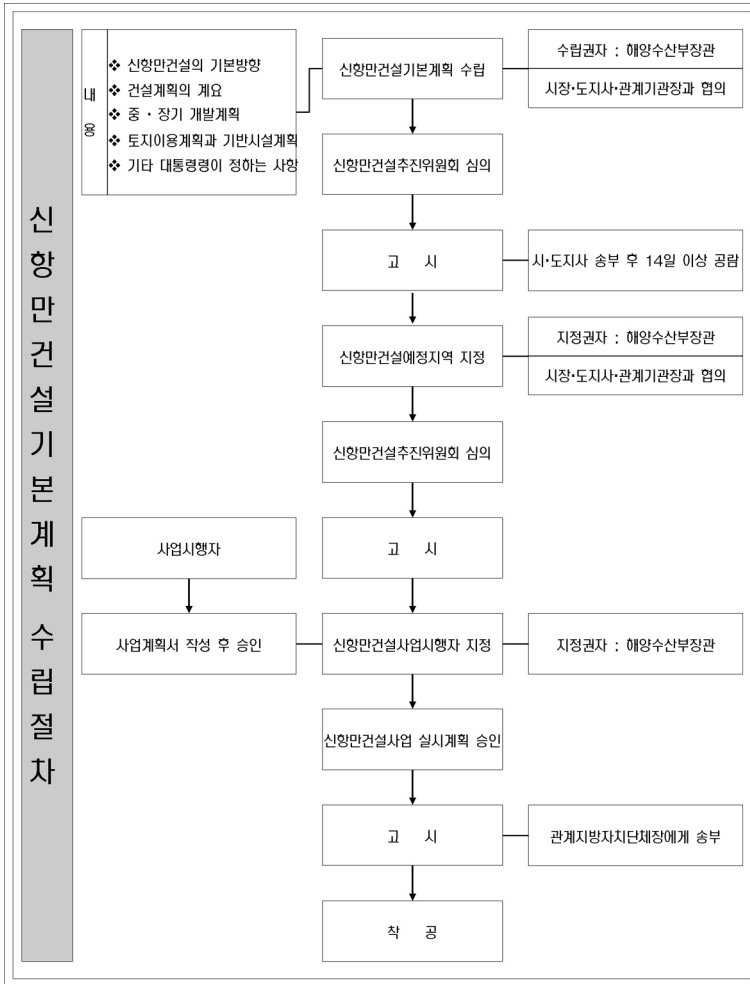 신항만건설기본계획 수립절차
내용
❖ 신항만건설의 기본방향
❖ 건설계획의 계요
❖ 중・장기 개발계획
❖ 토지이용계획과 기반시설계획
❖ 기타 대통령령이 정하는 사항
신항만건설기본계획 수립
수립권자 : 해양수산부장관
시장·도지사·관계기관장과 협의
신항만건설추진위원회 심의
고 시
시·도지사 송부 후 14일 이상 공람
신항만건설예정지역 지정
지정권자 : 해양수산부장관
시장·도지사·관계기관장과 협의
신항만건설추진위원회 심의
고 시
사업시행자
사업계획서 작성 후 승인
신항만건설사업시행자 지정
지정권자 : 해양수산부장관
신항만건설사업 실시계획 승인
고 시
관계지방자치단체장에게 송부
착 공